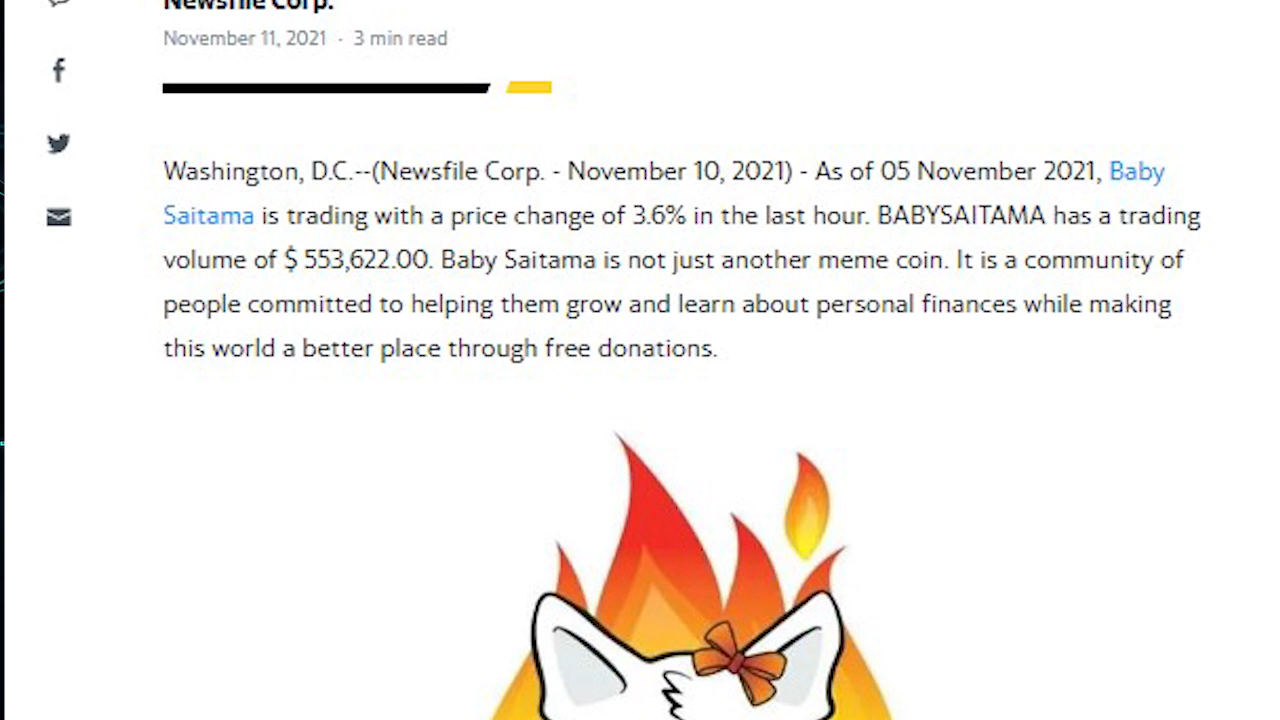 Newsfile Corp.
November 11, 2021 · 3 min read
Washington, D.C.--(Newsfile Corp. - November 10, 2021) - As of 05 November 2021, Baby
Saitama is trading with a price change of 3.6% in the last hour. BABYSAITAMA has a trading
volume of $ 553,622.00. Baby Saitama is not just another meme coin. It is a community of
people committed to helping them grow and learn about personal finances while making
this world a better place through free donations.